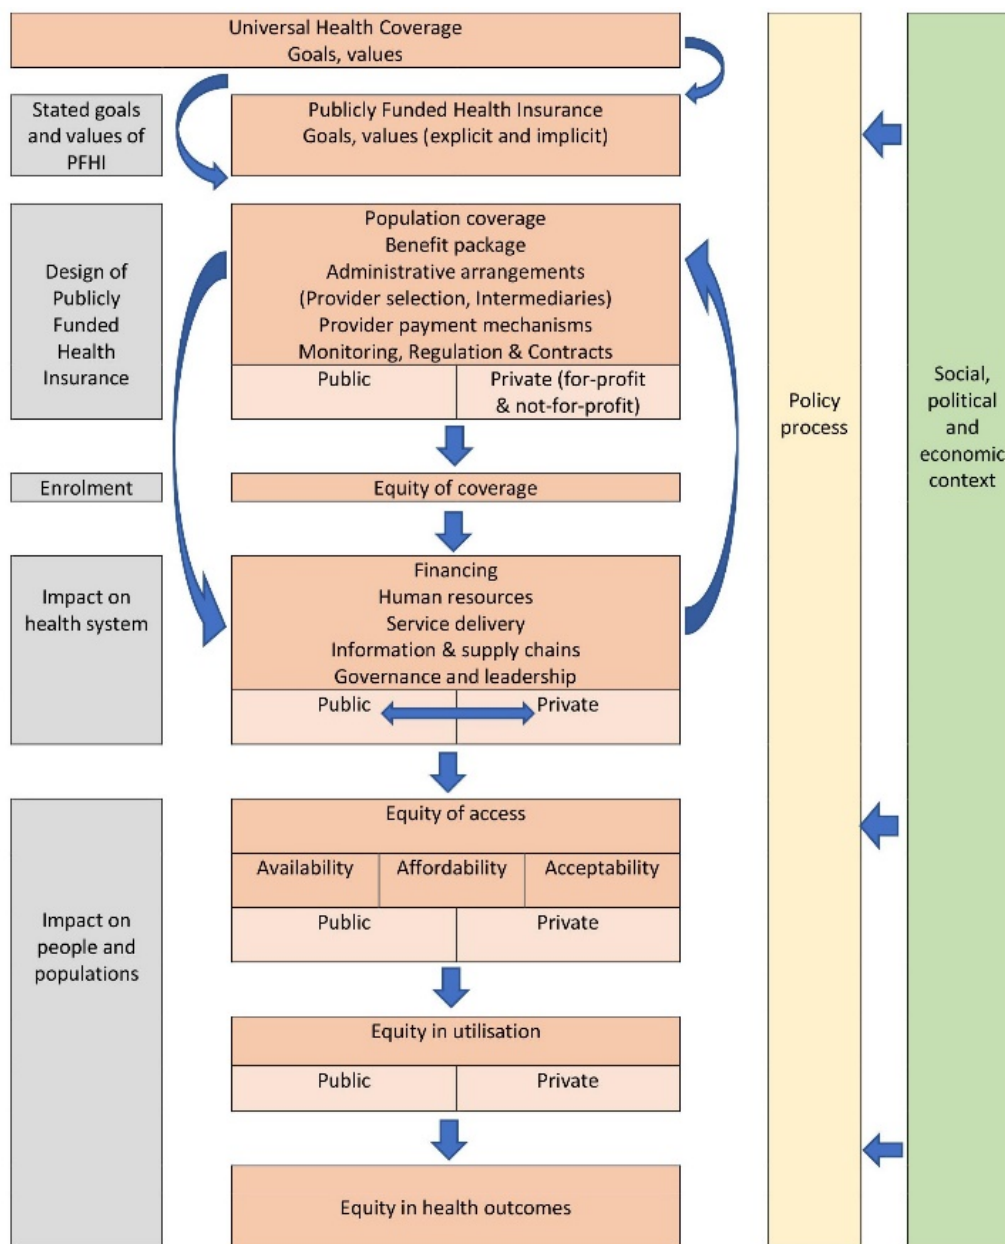 Universal Health Coverage
Goals, values
Stated goals
and values of
PFHI
Publicly Funded Health Insurance
Goals, values (explicit and implicit)
Design of
Publicly
Funded
Health
Insurance
Population coverage
Benefit package
Administrative arrangements
(Provider selection, Intermediaries)
Provider payment mechanisms
Monitoring, Regulation & Contracts
Public
Private (for-profit
& not-for-profit)
Enrolment
Equity of coverage
Impact on
health system
Financing
Human resources
Service delivery
Information & supply chains
Governance and leadership
Public
Private
Impact on
people and
populations
Equity of access
Availability
Affordability
Acceptability
Public
Private
Equity in utilisation
Public
Private
Equity in health outcomes
Policy
process
Social,
political
and
economic
context